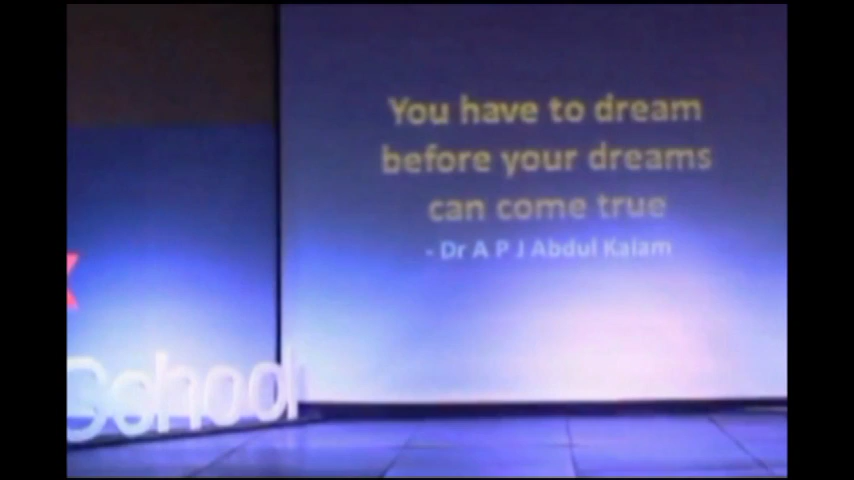 You have to dream
before your dreams
can come true
- Dr A P J Abdul Kalam
X
School